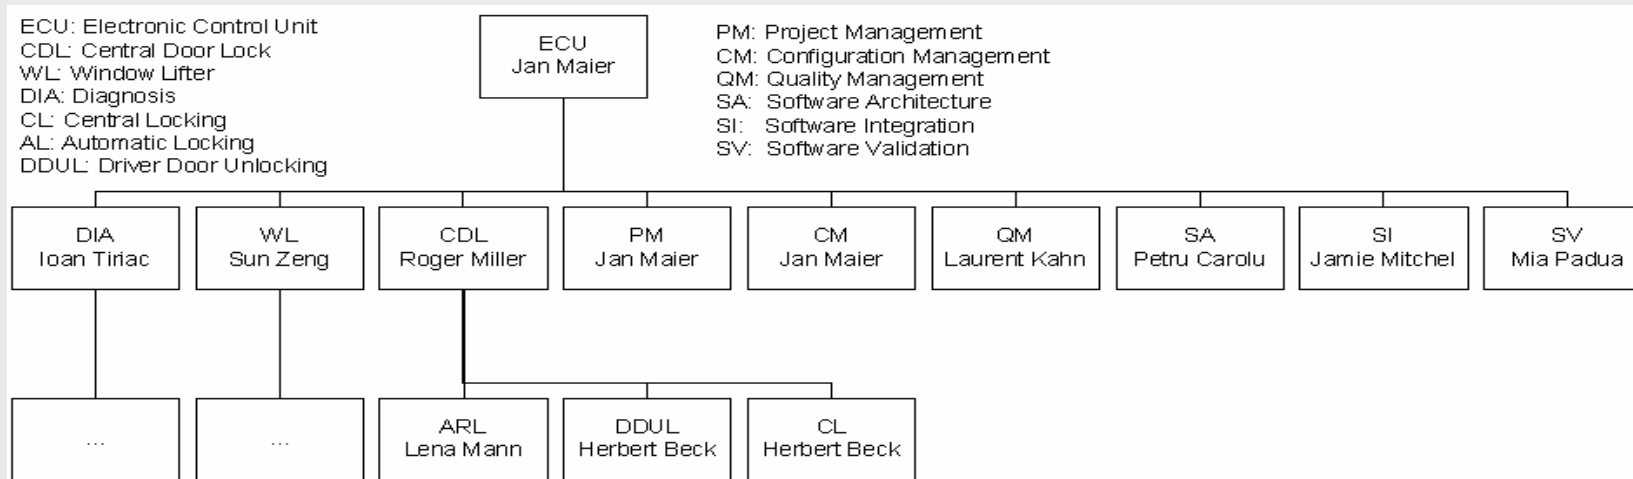 ECU: Electronic Control Unit
CDL: Central Door Lock
WL: Window Lifter
DIA: Diagnosis
CL: Central Locking
AL: Automatic Locking
DDUL: Driver Door Unlocking
ECU
Jan Maier
PM: Project Management
CM: Configuration Management
QM: Quality Management
SA: Software Architecture
SI: Software Integration
SV: Software Validation
DIA
Ioan Tiriac
WL
Sun Zeng
CDL
Roger Miller
PM
Jan Maier
CM
Jan Maier
QM
Laurent Kahn
SA
Petru Carolu
SI
Jamie Mitchel
SV
Mia Padua
...
...
ARL
Lena Mann
DDUL
Herbert Beck
CL
Herbert Beck